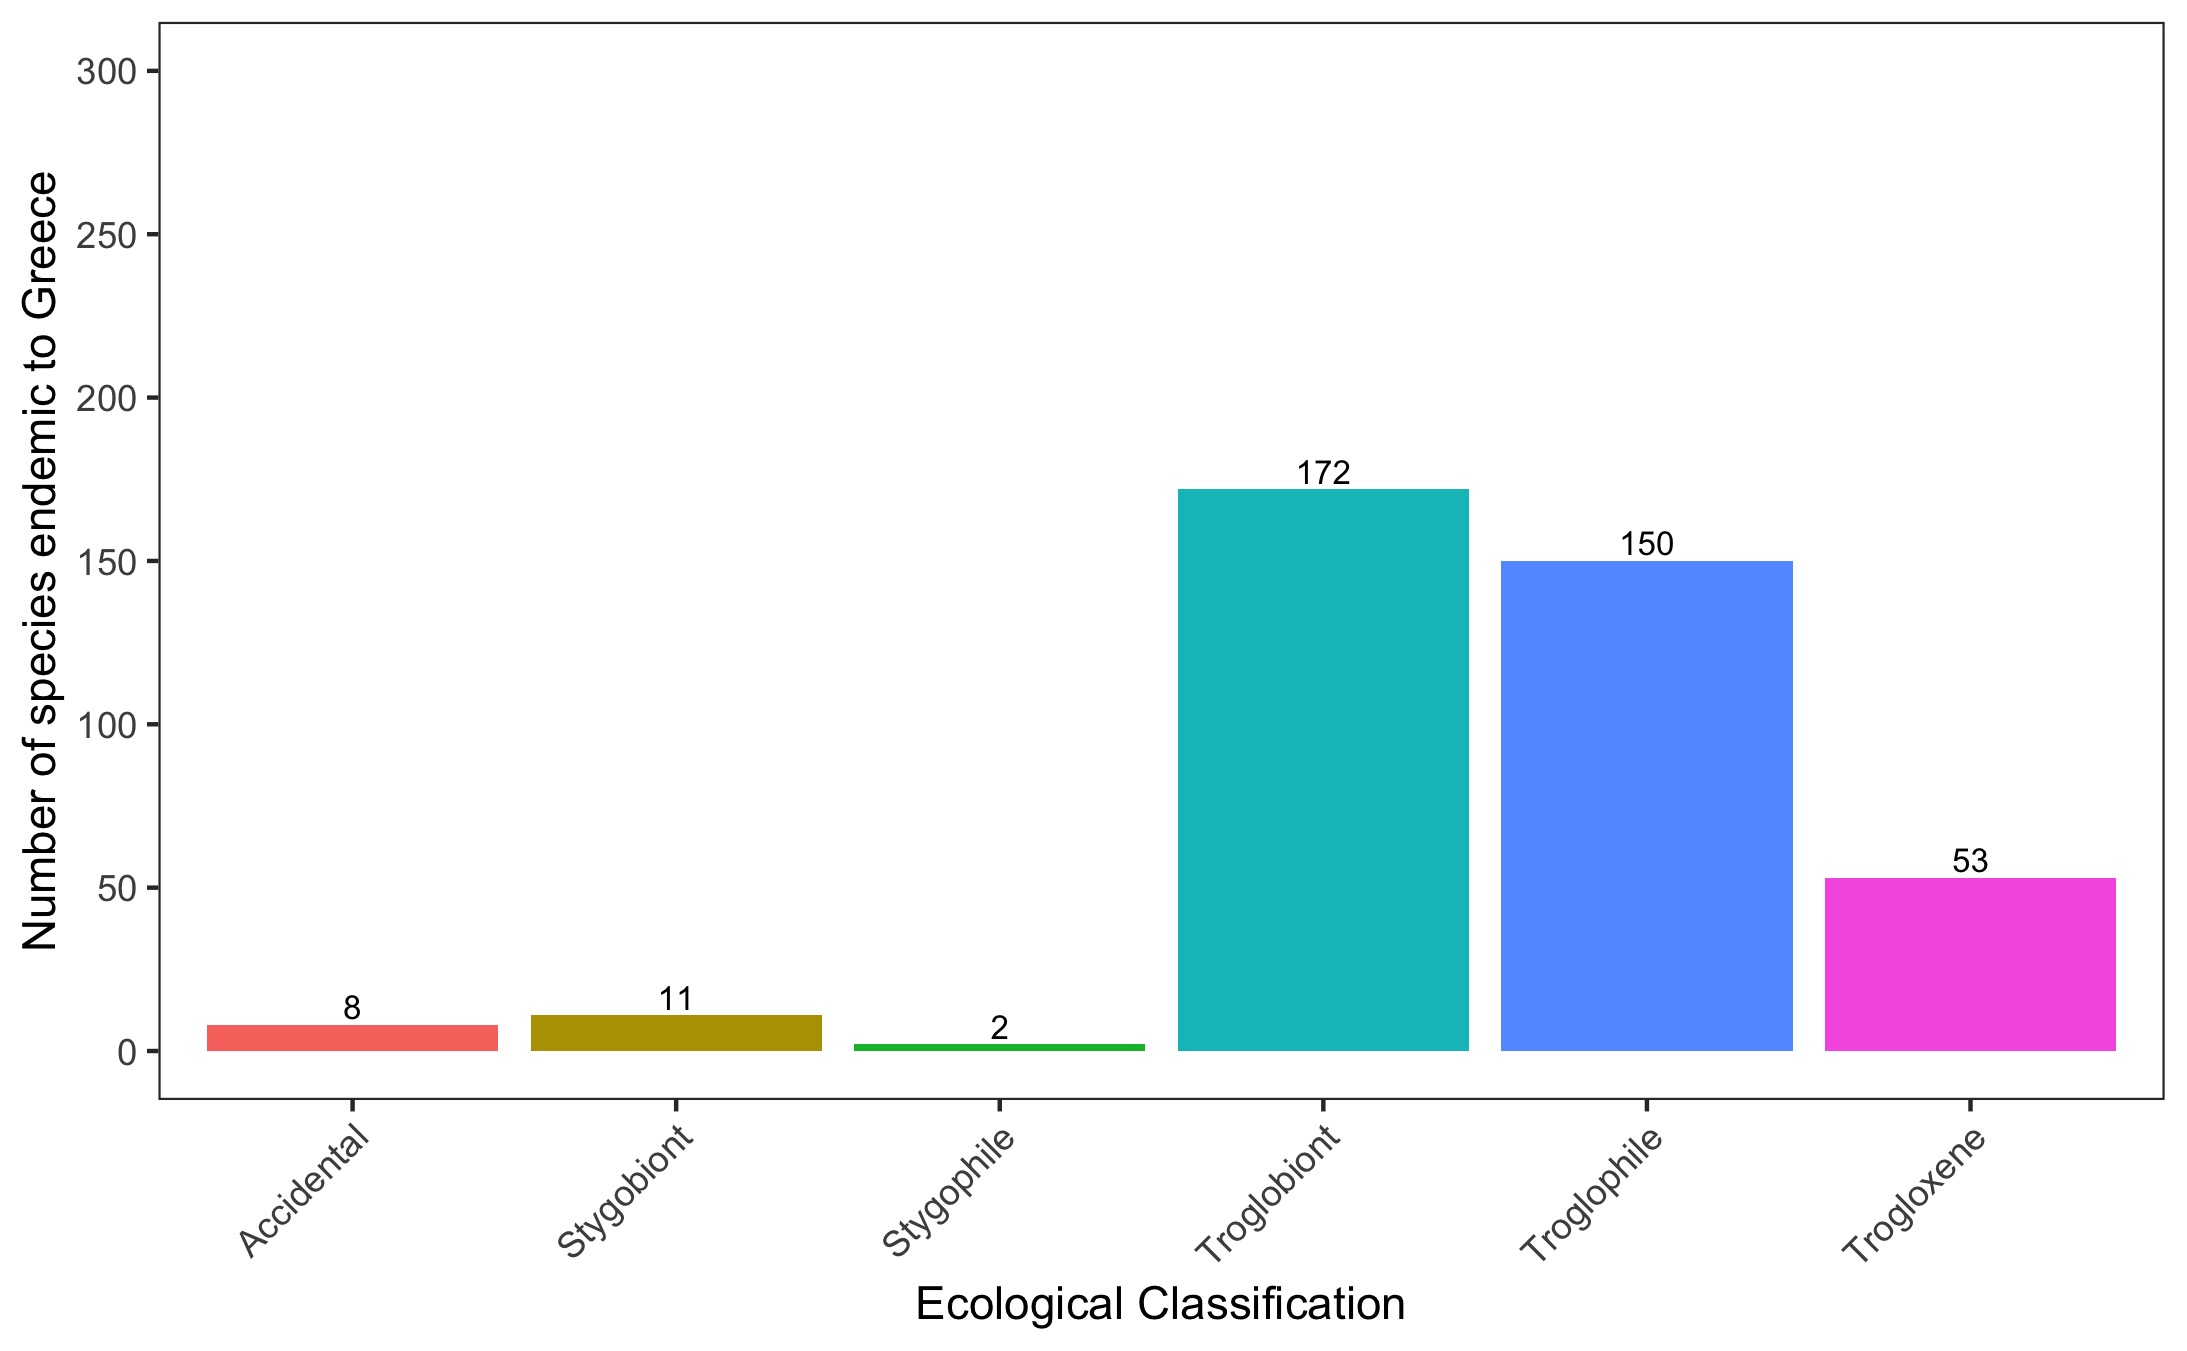 Number of species endemic to Greece
300
250
200
150
100
50
0
8
11
2
172
150
53
Accidental
Stygobiont
Stygophile
Troglobiont
Troglophile
Trogloxene
Ecological Classification